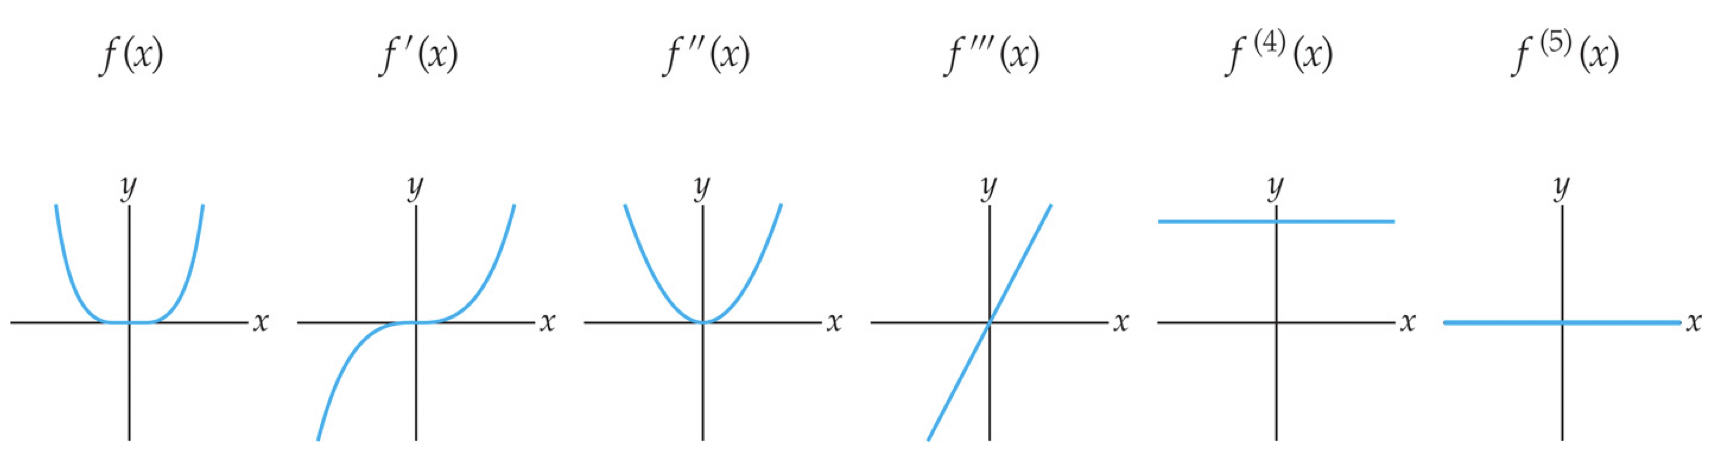 f(x) f′(x) f″(x) f‴(x) f⁽⁴⁾(x) f⁽⁵⁾(x)
y y y y y y
x x x x x x